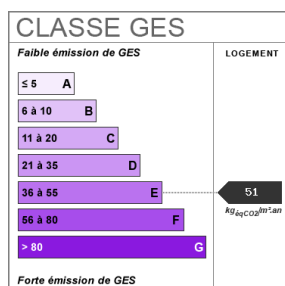 CLASSE GES
Faible émission de GES
LOGEMENT
≤ 5 A
6 à 10 B
11 à 20 C
21 à 35 D
36 à 55 E
51
kgéqCO2/m².an
56 à 80 F
> 80 G
Forte émission de GES